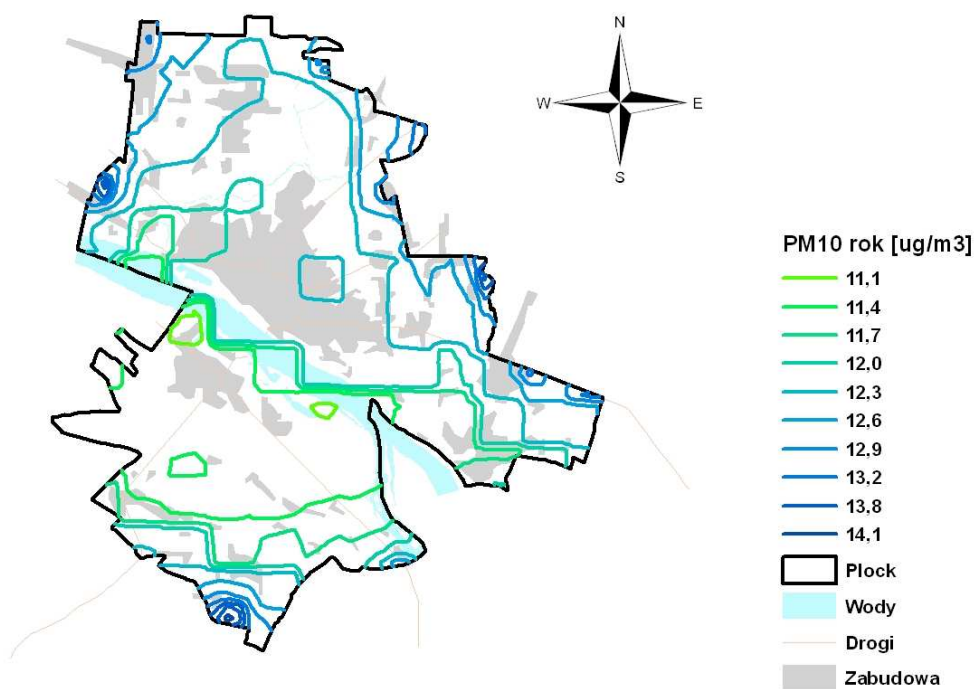 N
W E
S
PM10 rok [ug/m3]
11,1
11,4
11,7
12,0
12,3
12,6
12,9
13,2
13,8
14,1
Plock
Wody
Drogi
Zabudowa